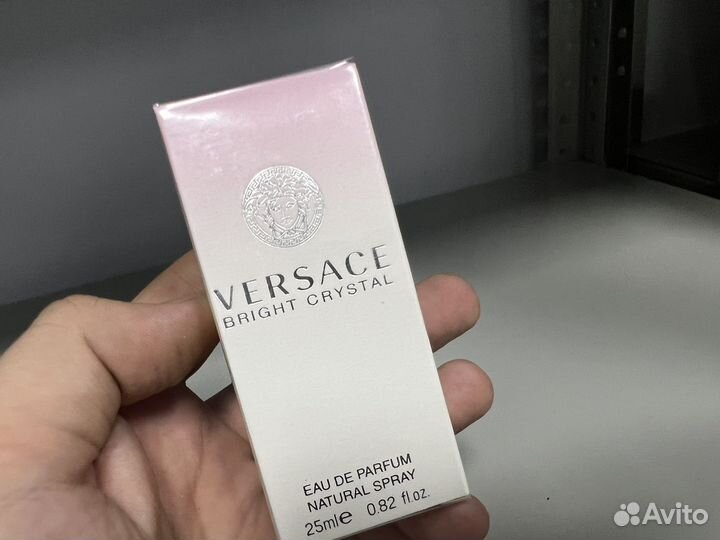 VERSACE
BRIGHT CRYSTAL
EAU DE PARFUM
NATURAL SPRAY
25ml℮ 0.82 fl.oz.
Avito